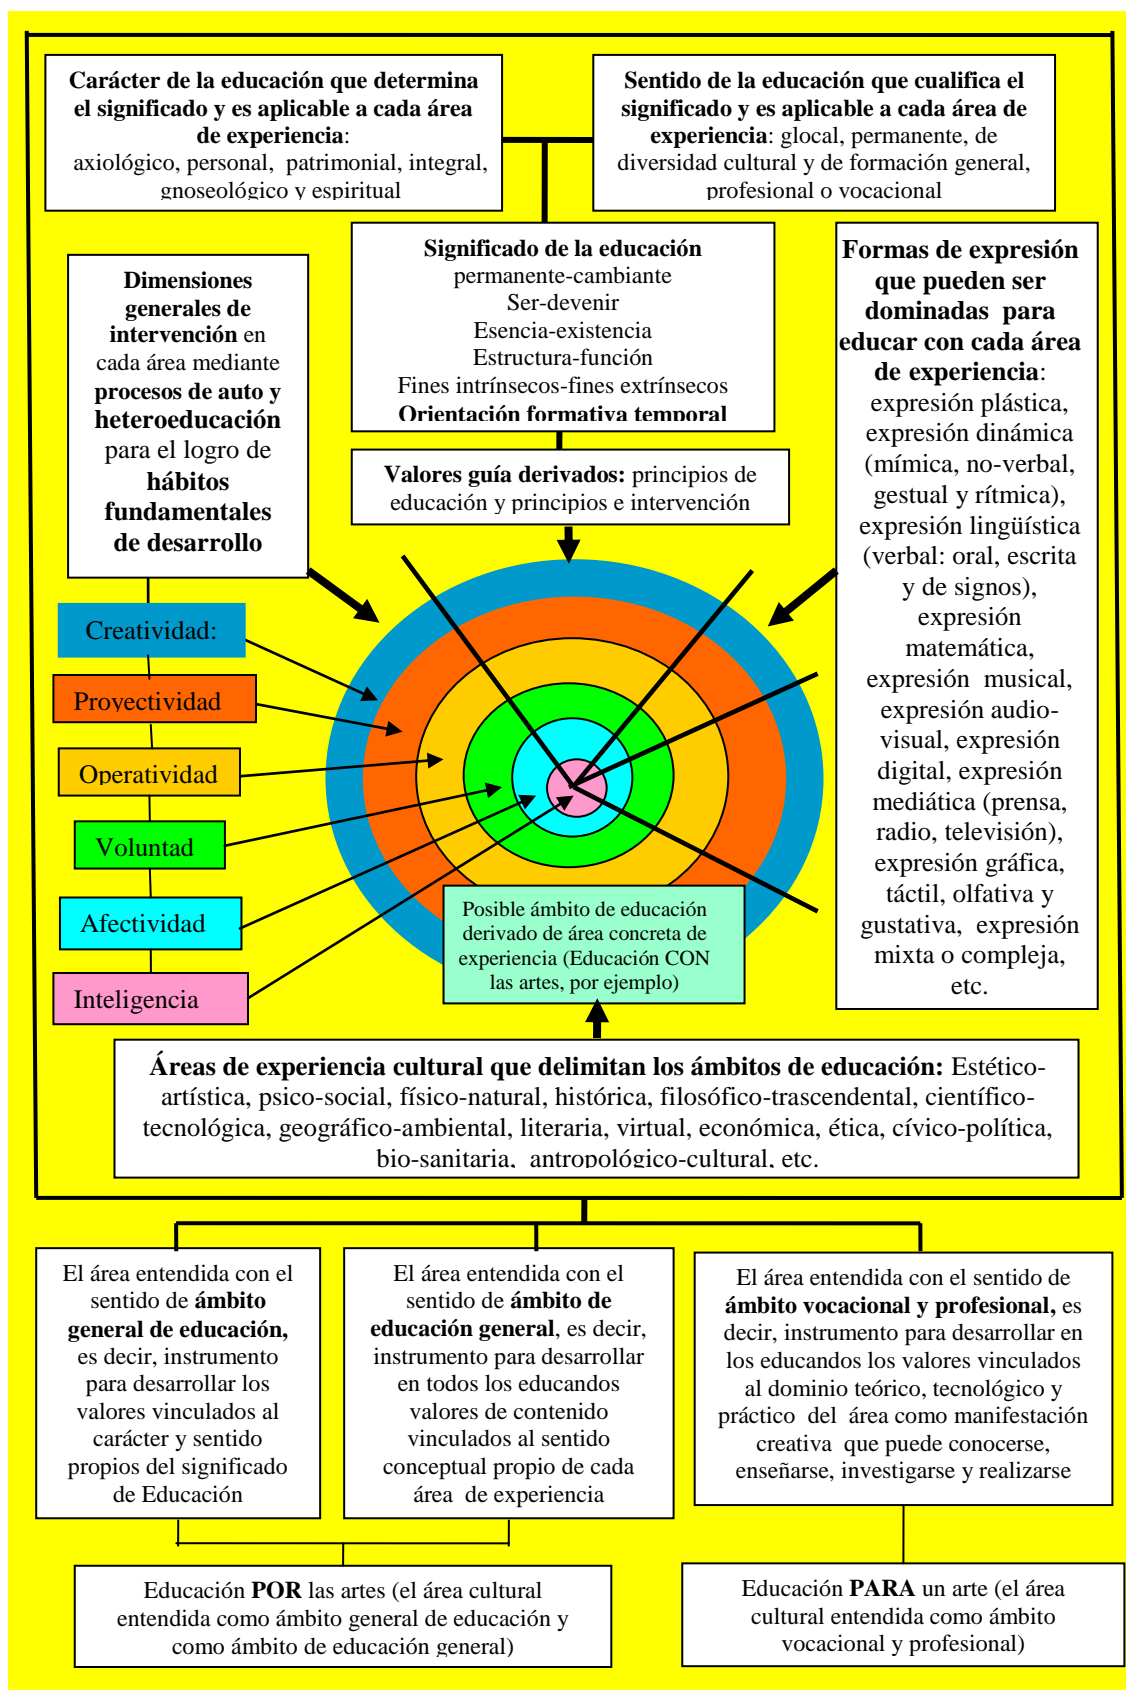 Carácter de la educación que determina
el significado y es aplicable a cada área
de experiencia:
axiológico, personal, patrimonial, integral,
gnoseológico y espiritual
Sentido de la educación que cualifica el
significado y es aplicable a cada área de
experiencia: glocal, permanente, de
diversidad cultural y de formación general,
profesional o vocacional
Significado de la educación
permanente-cambiante
Ser-devenir
Esencia-existencia
Estructura-función
Fines intrínsecos-fines extrínsecos
Orientación formativa temporal
Dimensiones
generales de
intervención en
cada área mediante
procesos de auto y
heteroeducación
para el logro de
hábitos
fundamentales
de desarrollo
Formas de expresión
que pueden ser
dominadas para
educar con cada área
de experiencia:
expresión plástica,
expresión dinámica
(mímica, no-verbal,
gestual y rítmica),
expresión lingüística
(verbal: oral, escrita
y de signos),
expresión
matemática,
expresión musical,
expresión audio-
visual, expresión
digital, expresión
mediática (prensa,
radio, televisión),
expresión gráfica,
táctil, olfativa y
gustativa, expresión
mixta o compleja,
etc.
Valores guía derivados: principios de
educación y principios e intervención
Creatividad:
Proyectividad
Operatividad
Voluntad
Afectividad
Inteligencia
Posible ámbito de educación
derivado de área concreta de
experiencia (Educación CON
las artes, por ejemplo)
Áreas de experiencia cultural que delimitan los ámbitos de educación: Estético-
artística, psico-social, físico-natural, histórica, filosófico-trascendental, científico-
tecnológica, geográfico-ambiental, literaria, virtual, económica, ética, cívico-política,
bio-sanitaria, antropológico-cultural, etc.
El área entendida con el
sentido de ámbito
general de educación,
es decir, instrumento
para desarrollar los
valores vinculados al
carácter y sentido
propios del significado
de Educación
El área entendida con el
sentido de ámbito de
educación general, es decir,
instrumento para desarrollar
en todos los educandos
valores de contenido
vinculados al sentido
conceptual propio de cada
área de experiencia
El área entendida con el sentido de
ámbito vocacional y profesional, es
decir, instrumento para desarrollar en
los educandos los valores vinculados
al dominio teórico, tecnológico y
práctico del área como manifestación
creativa que puede conocerse,
enseñarse, investigarse y realizarse
Educación POR las artes (el área cultural
entendida como ámbito general de educación y
como ámbito de educación general)
Educación PARA un arte (el área
cultural entendida como ámbito
vocacional y profesional)